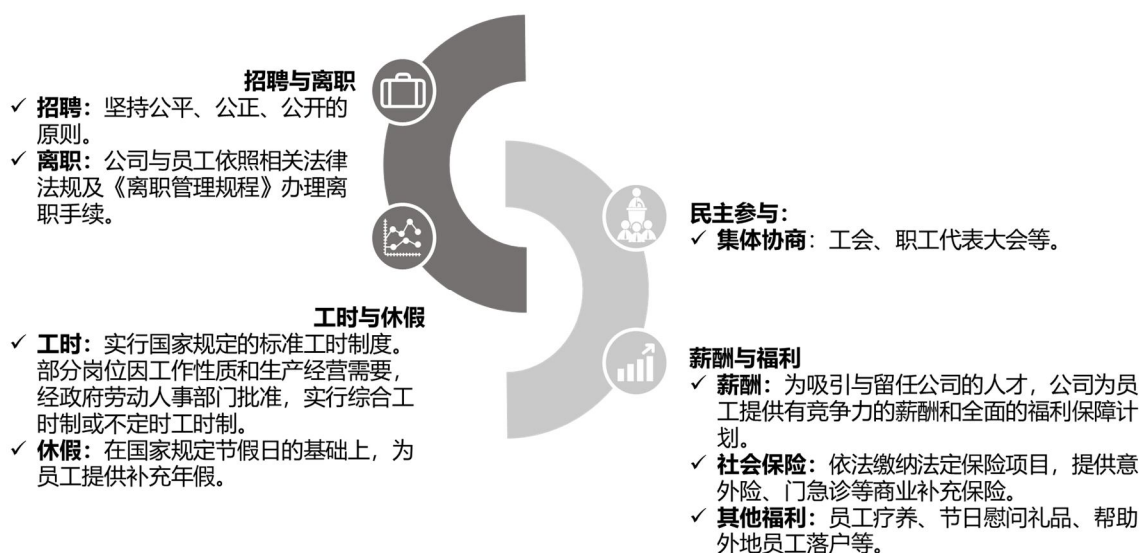 招聘与离职
✓ 招聘：坚持公平、公正、公开的
原则。
✓ 离职：公司与员工依照相关法律
法规及《离职管理规程》办理离
职手续。
工时与休假
✓ 工时：实行国家规定的标准工时制度。
部分岗位因工作性质和生产经营需要，
经政府劳动人事部门批准，实行综合工
时制或不定时工时制。
✓ 休假：在国家规定节假日的基础上，为
员工提供补充年假。
民主参与：
✓ 集体协商：工会、职工代表大会等。
薪酬与福利
✓ 薪酬：为吸引与留任公司的人才，公司为员
工提供有竞争力的薪酬和全面的福利保障计
划。
✓ 社会保险：依法缴纳法定保险项目，提供意
外险、门急诊等商业补充保险。
✓ 其他福利：员工疗养、节日慰问礼品、帮助
外地员工落户等。